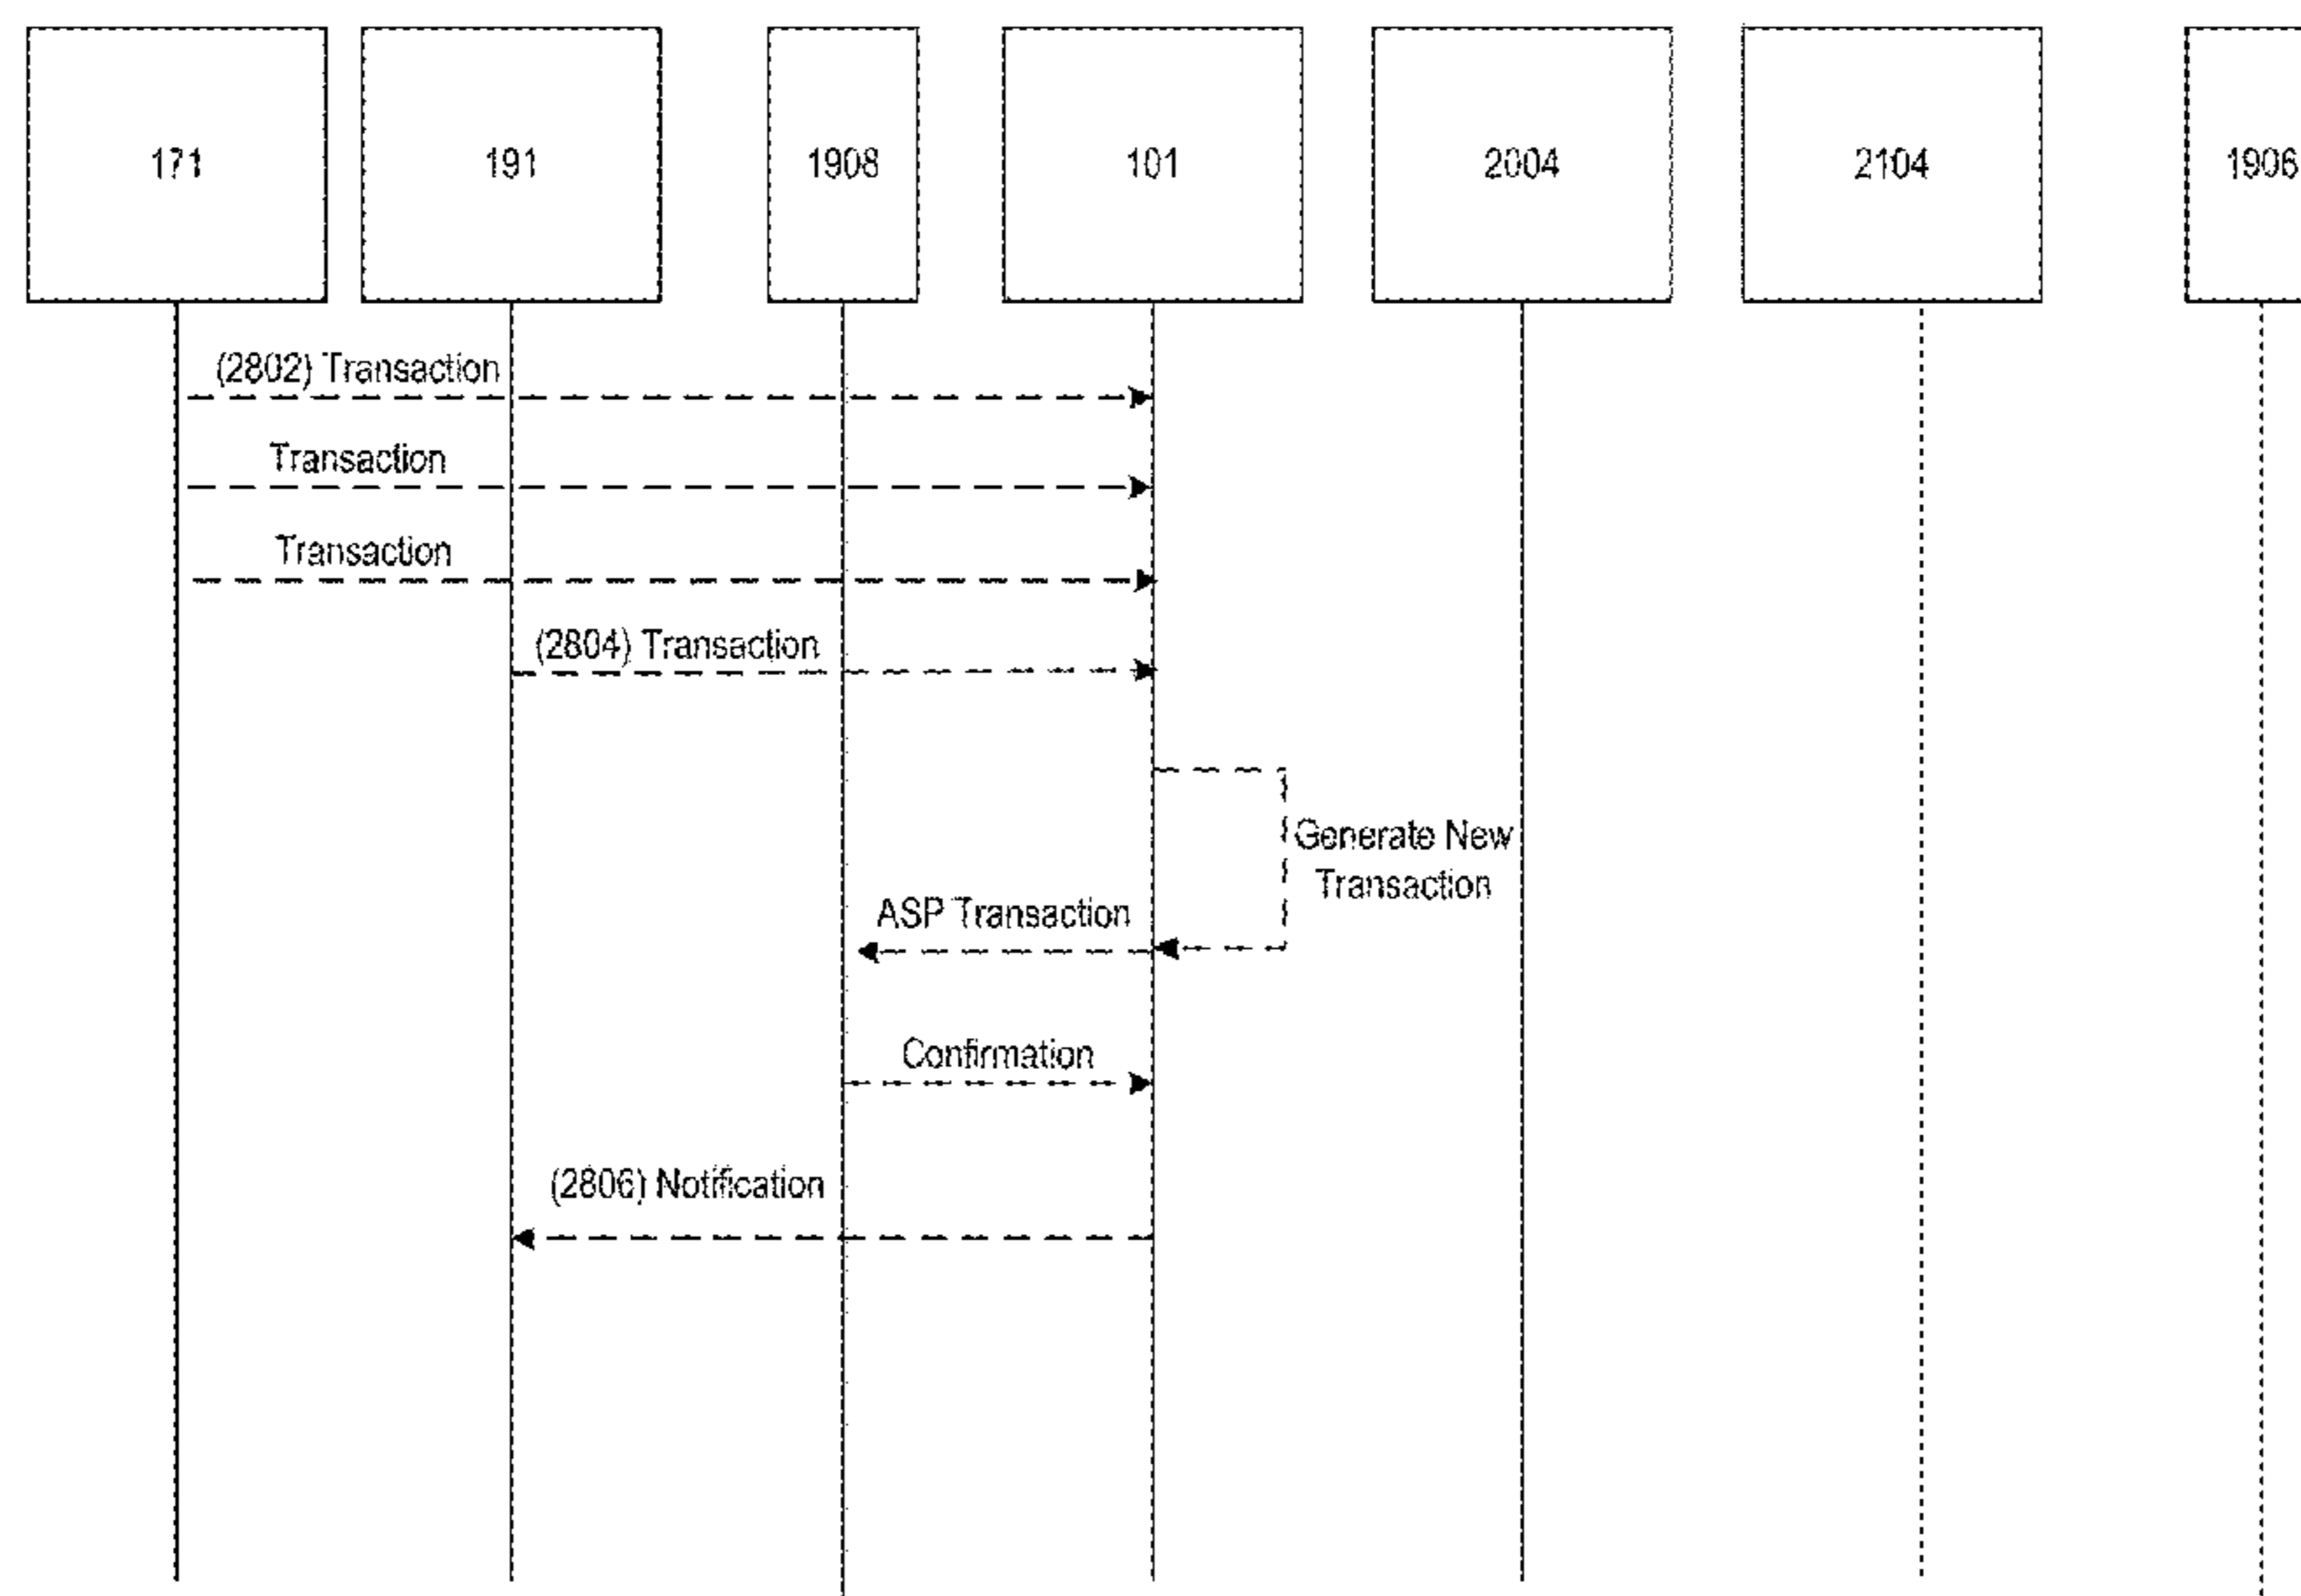 171
191
1908
101
2004
2104
1906
(2802) Transaction
Transaction
Transaction
(2804) Transaction
Generate New
Transaction
ASP Transaction
Confirmation
(2806) Notification